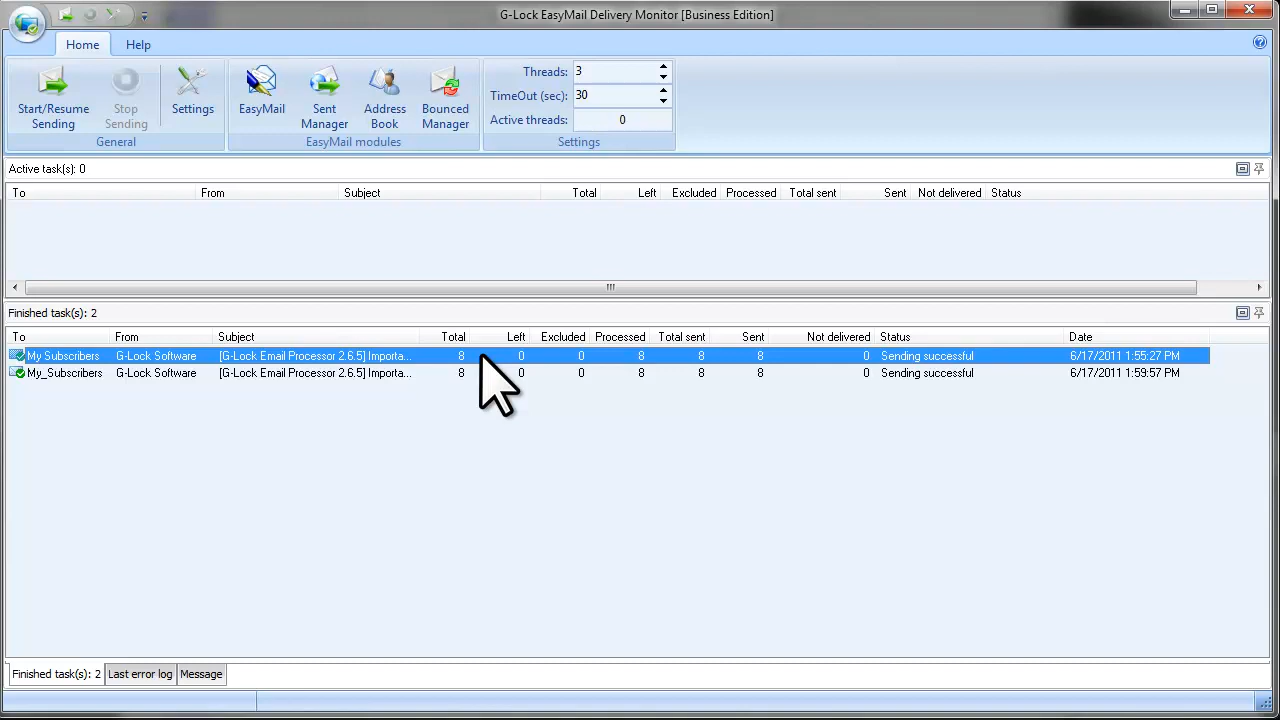 G-Lock EasyMail Delivery Monitor [Business Edition]
Home Help
Start/Resume Sending
Stop Sending
Settings
General
EasyMail
Sent Manager
Address Book
Bounced Manager
EasyMail modules
Threads: 3
TimeOut (sec): 30
Active threads: 0
Settings
Active task(s): 0
To From Subject Total Left Excluded Processed Total sent Sent Not delivered Status
Finished task(s): 2
To From Subject Total Left Excluded Processed Total sent Sent Not delivered Status Date
My Subscribers G-Lock Software [G-Lock Email Processor 2.6.5] Importa... 8 0 0 8 8 8 0 Sending successful 6/17/2011 1:55:27 PM
My_Subscribers G-Lock Software [G-Lock Email Processor 2.6.5] Importa... 8 0 0 8 8 8 0 Sending successful 6/17/2011 1:59:57 PM
Finished task(s): 2 Last error log Message